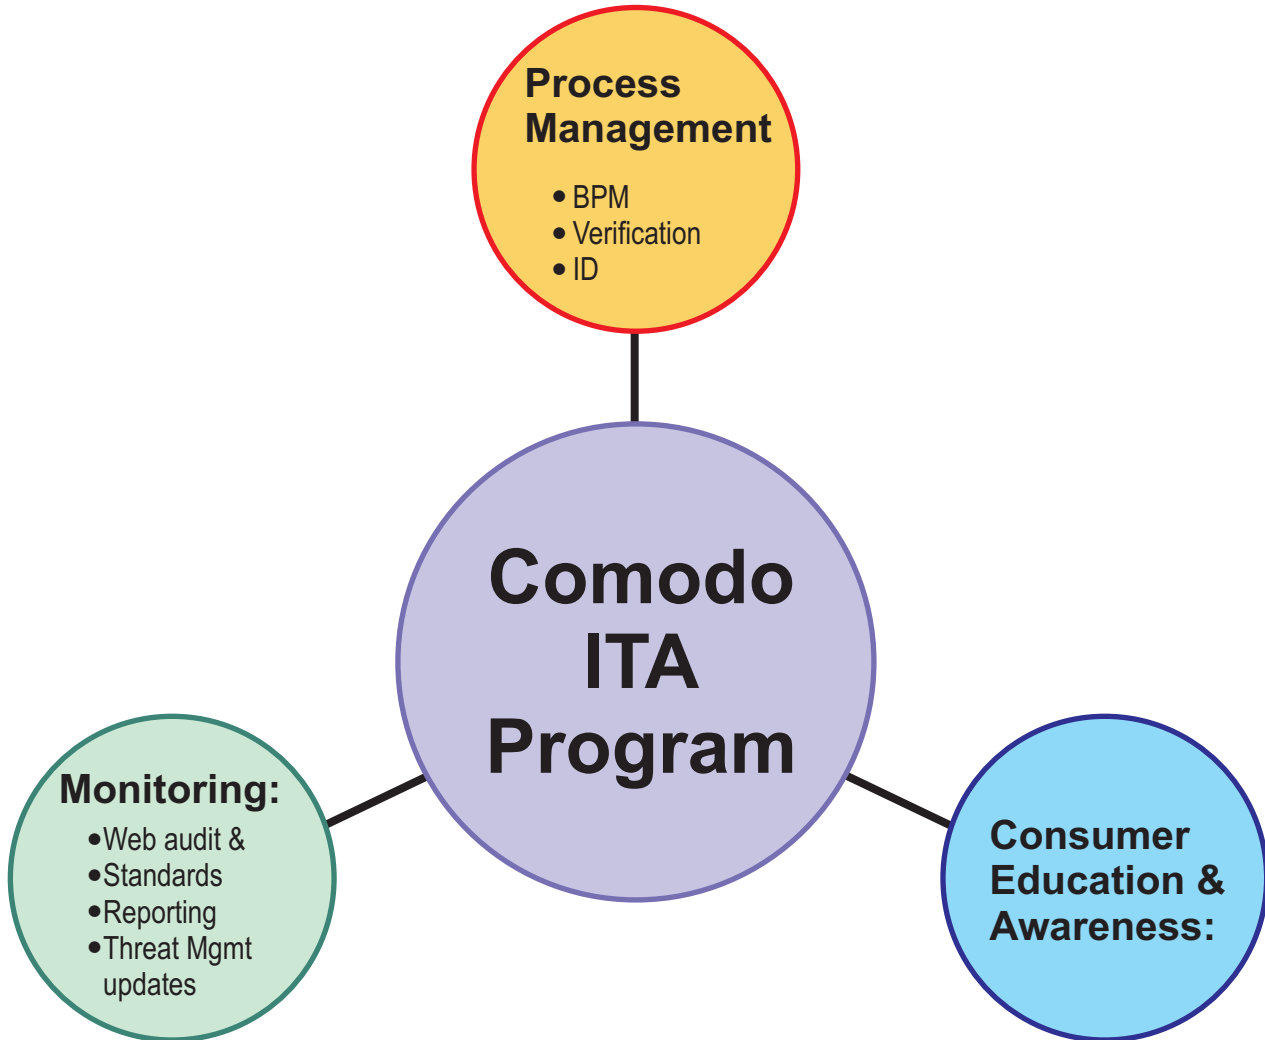 Process
Management
• BPM
• Verification
• ID
Comodo
ITA
Program
Monitoring:
•Web audit &
•Standards
•Reporting
•Threat Mgmt
updates
Consumer
Education &
Awareness: